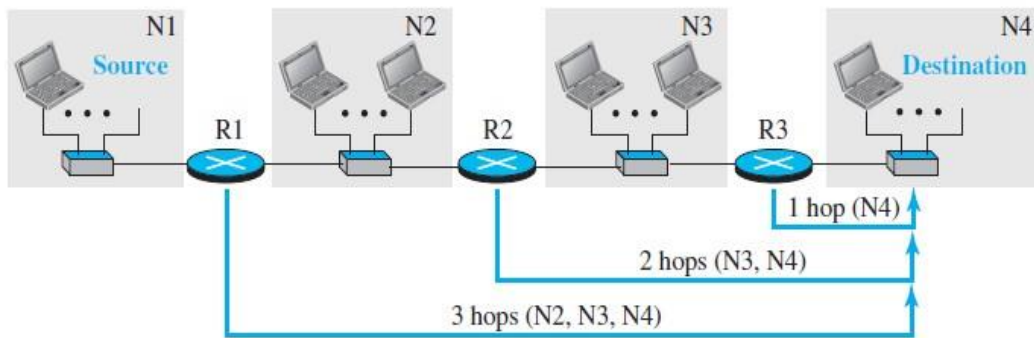 N1
N2
N3
N4
Source
Destination
R1
R2
R3
1 hop (N4)
2 hops (N3, N4)
3 hops (N2, N3, N4)